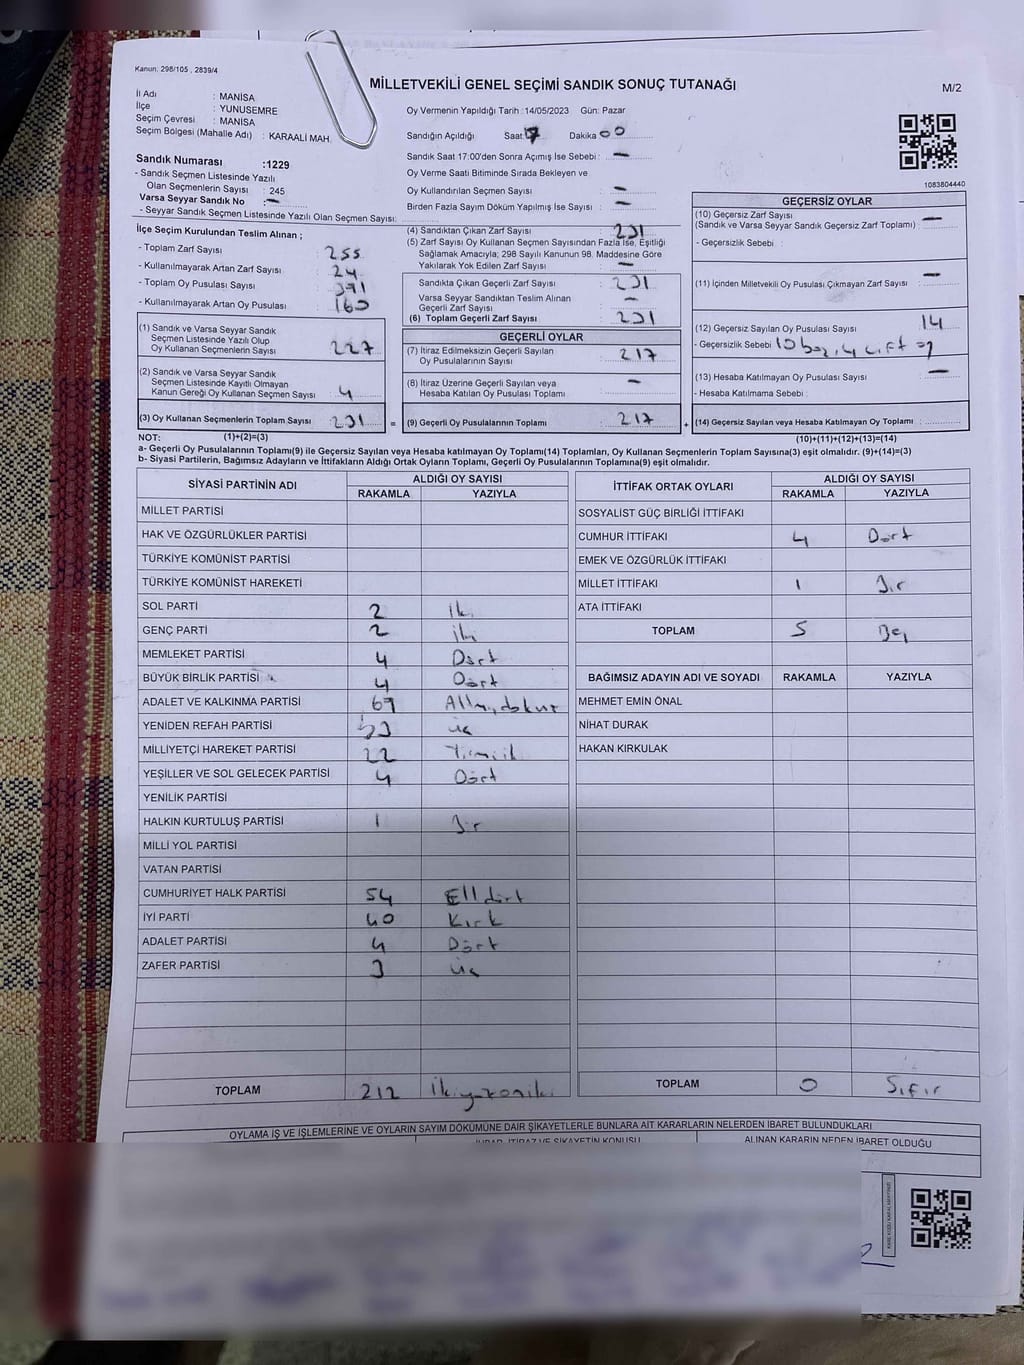 Kanun: 298/105 , 2839/4
MİLLETVEKİLİ GENEL SEÇİMİ SANDIK SONUÇ TUTANAĞI
M/2
İl Adı : MANİSA
İlçe : YUNUSEMRE
Seçim Çevresi : MANİSA
Seçim Bölgesi (Mahalle Adı) : KARAALİ MAH.
Oy Vermenin Yapıldığı Tarih :14/05/2023 Gün: Pazar
Sandığın Açıldığı Saat 17 Dakika 00
Sandık Saat 17:00'den Sonra Açımış İse Sebebi : —
Oy Verme Saati Bitiminde Sırada Bekleyen ve
Oy Kullandırılan Seçmen Sayısı : —
Birden Fazla Sayım Döküm Yapılmış İse Sayısı : —
1083804440
Sandık Numarası :1229
- Sandık Seçmen Listesinde Yazılı
Olan Seçmenlerin Sayısı : 245
Varsa Seyyar Sandık No : —
- Seyyar Sandık Seçmen Listesinde Yazılı Olan Seçmen Sayısı:
İlçe Seçim Kurulundan Teslim Alınan ;
- Toplam Zarf Sayısı : 255
- Kullanılmayarak Artan Zarf Sayısı : 24
- Toplam Oy Pusulası Sayısı : 391
- Kullanılmayarak Artan Oy Pusulası : 160
(1) Sandık ve Varsa Seyyar Sandık
Seçmen Listesinde Yazılı Olup
Oy Kullanan Seçmenlerin Sayısı : 227
(2) Sandık ve Varsa Seyyar Sandık
Seçmen Listesinde Kayıtlı Olmayan
Kanun Gereği Oy Kullanan Seçmen Sayısı : 4
(3) Oy Kullanan Seçmenlerin Toplam Sayısı : 231 =
(4) Sandıktan Çıkan Zarf Sayısı : 231
(5) Zarf Sayısı Oy Kullanan Seçmen Sayısından Fazla İse, Eşitliği
Sağlamak Amacıyla; 298 Sayılı Kanunun 98. Maddesine Göre
Yakılarak Yok Edilen Zarf Sayısı : —
Sandıkta Çıkan Geçerli Zarf Sayısı : 231
Varsa Seyyar Sandıktan Teslim Alınan
Geçerli Zarf Sayısı : —
(6) Toplam Geçerli Zarf Sayısı : 231
GEÇERLİ OYLAR
(7) İtiraz Edilmeksizin Geçerli Sayılan
Oy Pusulalarının Sayısı : 217
(8) İtiraz Üzerine Geçerli Sayılan veya
Hesaba Katılan Oy Pusulası Toplamı : —
(9) Geçerli Oy Pusulalarının Toplamı : 217 +
GEÇERSİZ OYLAR
(10) Geçersiz Zarf Sayısı
(Sandık ve Varsa Seyyar Sandık Geçersiz Zarf Toplamı) : —
- Geçersizlik Sebebi :
(11) İçinden Milletvekili Oy Pusulası Çıkmayan Zarf Sayısı : —
(12) Geçersiz Sayılan Oy Pusulası Sayısı : 14
- Geçersizlik Sebebi 10 boş, 4 çift oy
(13) Hesaba Katılmayan Oy Pusulası Sayısı : —
- Hesaba Katılmama Sebebi :
(14) Geçersiz Sayılan veya Hesaba Katılmayan Oy Toplamı :
NOT: (1)+(2)=(3) (10)+(11)+(12)+(13)=(14)
a- Geçerli Oy Pusulalarının Toplamı(9) ile Geçersiz Sayılan veya Hesaba katılmayan Oy Toplamı(14) Toplamları, Oy Kullanan Seçmenlerin Toplam Sayısına(3) eşit olmalıdır. (9)+(14)=(3)
b- Siyasi Partilerin, Bağımsız Adayların ve İttifakların Aldığı Ortak Oyların Toplamı, Geçerli Oy Pusulalarının Toplamına(9) eşit olmalıdır.
SİYASİ PARTİNİN ADI ALDIĞI OY SAYISI
RAKAMLA YAZIYLA
MİLLET PARTİSİ
HAK VE ÖZGÜRLÜKLER PARTİSİ
TÜRKİYE KOMÜNİST PARTİSİ
TÜRKİYE KOMÜNİST HAREKETİ
SOL PARTİ 2 iki
GENÇ PARTİ 2 iki
MEMLEKET PARTİSİ 4 Dört
BÜYÜK BİRLİK PARTİSİ 4 Dört
ADALET VE KALKINMA PARTİSİ 69 Altmışdokuz
YENİDEN REFAH PARTİSİ 3 üç
MİLLİYETÇİ HAREKET PARTİSİ 22 Yirmiiki
YEŞİLLER VE SOL GELECEK PARTİSİ 4 Dört
YENİLİK PARTİSİ
HALKIN KURTULUŞ PARTİSİ 1 Bir
MİLLİ YOL PARTİSİ
VATAN PARTİSİ
CUMHURİYET HALK PARTİSİ 54 Ellidört
İYİ PARTİ 40 Kırk
ADALET PARTİSİ 4 Dört
ZAFER PARTİSİ 3 üç
TOPLAM 212 ikiyüzoniki
İTTİFAK ORTAK OYLARI ALDIĞI OY SAYISI
RAKAMLA YAZIYLA
SOSYALİST GÜÇ BİRLİĞİ İTTİFAKI
CUMHUR İTTİFAKI 4 Dört
EMEK VE ÖZGÜRLÜK İTTİFAKI
MİLLET İTTİFAKI 1 Bir
ATA İTTİFAKI
TOPLAM 5 Beş
BAĞIMSIZ ADAYIN ADI VE SOYADI RAKAMLA YAZIYLA
MEHMET EMİN ÖNAL
NİHAT DURAK
HAKAN KIRKULAK
TOPLAM 0 Sıfır
OYLAMA İŞ VE İŞLEMLERİNE VE OYLARIN SAYIM DÖKÜMÜNE DAİR ŞİKAYETLERLE BUNLARA AİT KARARLARIN NELERDEN İBARET BULUNDUKLARI
İHBAR, İTİRAZ VE ŞİKAYETİN KONUSU
ALINAN KARARIN NEDEN İBARET OLDUĞU